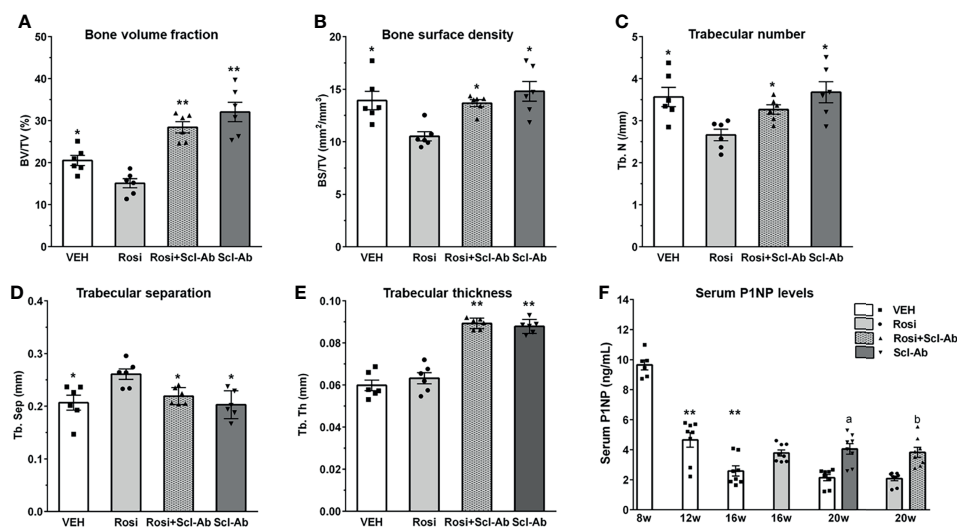 A
Bone volume fraction
BV/TV (%)
50
40
30
20
10
0
*
**
**
VEH Rosi Rosi+Scl-Ab Scl-Ab
B
Bone surface density
BS/TV (mm2/mm3)
20
15
10
5
0
*
*
*
VEH Rosi Rosi+Scl-Ab Scl-Ab
C
Trabecular number
Tb. N (/mm)
5
4
3
2
1
0
*
*
*
VEH Rosi Rosi+Scl-Ab Scl-Ab
D
Trabecular separation
Tb. Sep (mm)
0.4
0.3
0.2
0.1
0.0
*
*
*
VEH Rosi Rosi+Scl-Ab Scl-Ab
E
Trabecular thickness
Tb. Th (mm)
0.10
0.08
0.06
0.04
0.02
0.00
**
**
VEH Rosi Rosi+Scl-Ab Scl-Ab
F
Serum P1NP levels
Serum P1NP (ng/mL)
14
12
10
8
6
4
2
0
**
**
a
b
8w 12w 16w 16w 20w 20w
VEH
Rosi
Rosi+Scl-Ab
Scl-Ab